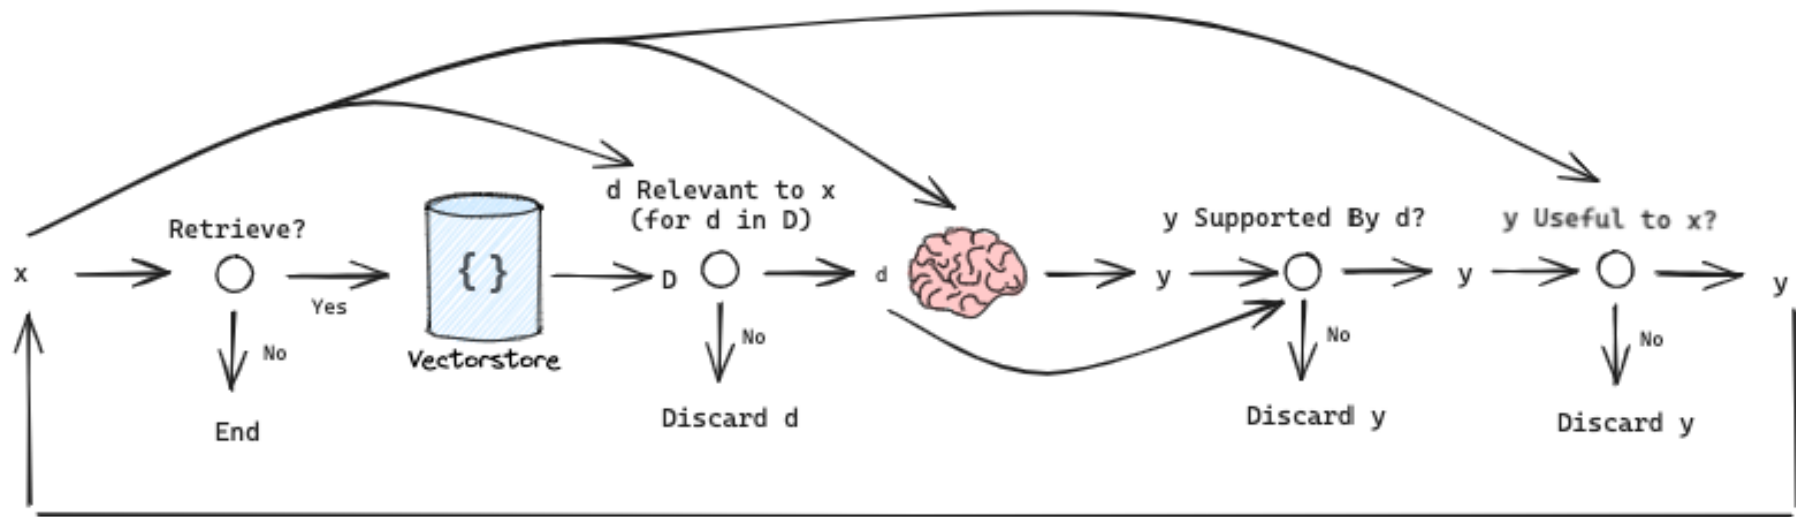 x
Retrieve?
Yes
No
End
{ }
Vectorstore
D
d Relevant to x
(for d in D)
No
Discard d
d
y
y Supported By d?
No
Discard y
y
y Useful to x?
No
Discard y
y